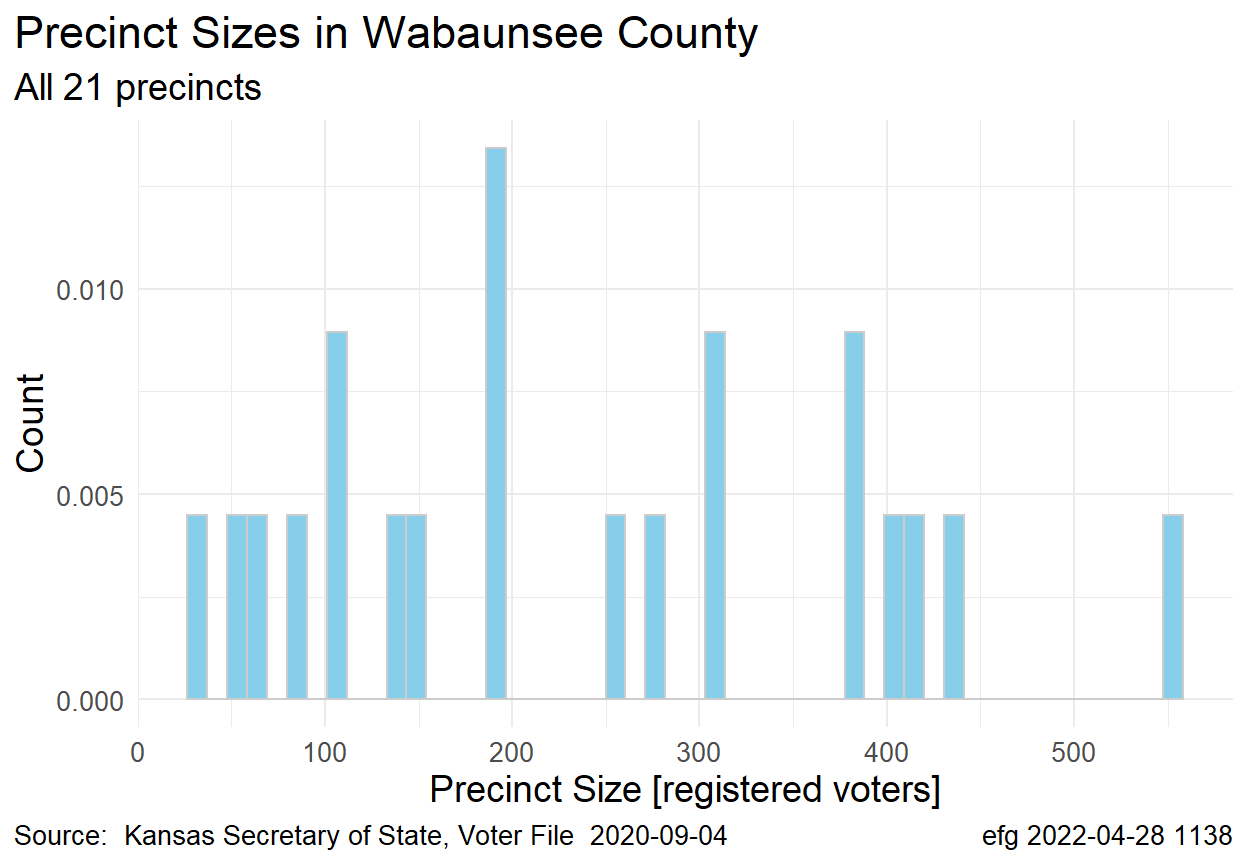 Precinct Sizes in Wabaunsee County
All 21 precincts
0.010
0.005
0.000
Count
0 100 200 300 400 500
Precinct Size [registered voters]
Source:  Kansas Secretary of State, Voter File  2020-09-04
efg 2022-04-28 1138